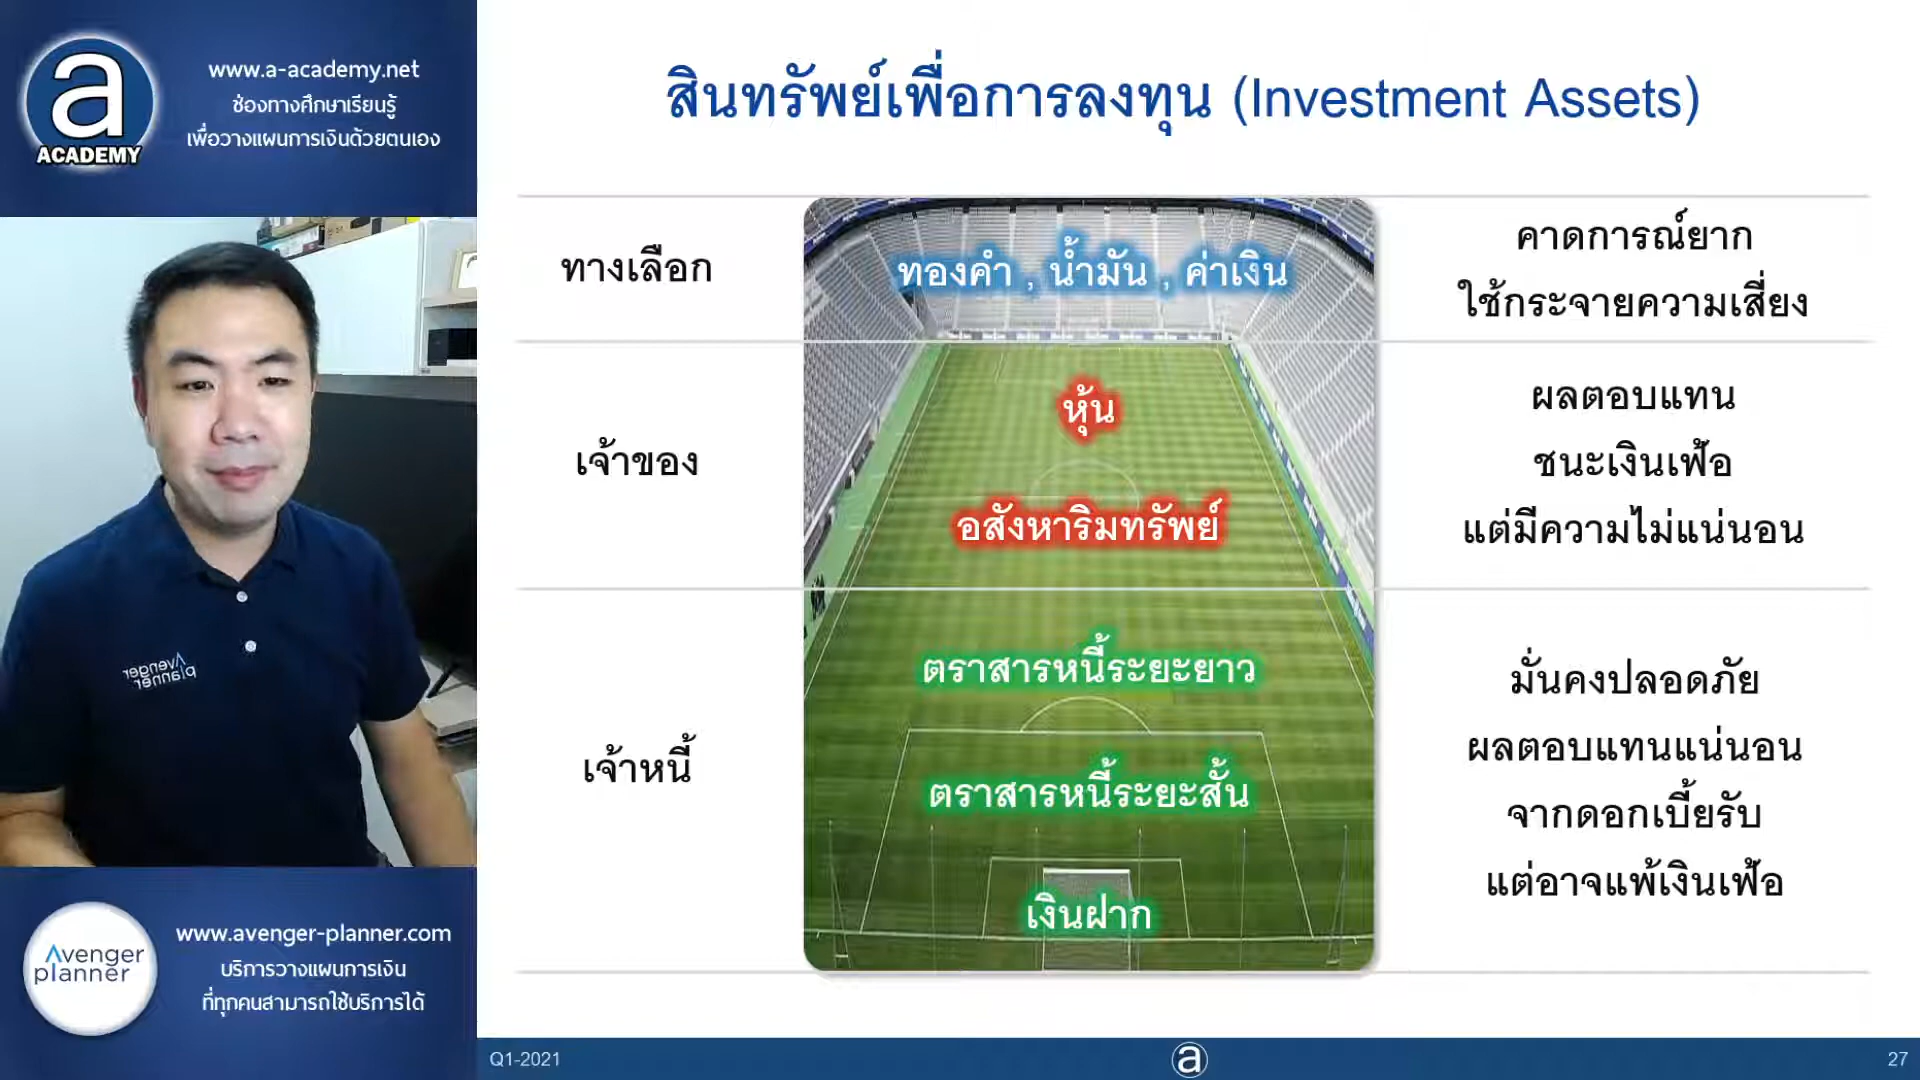 a
ACADEMY
www.a-academy.net
ช่องทางศึกษาเรียนรู้
เพื่อวางแผนการเงินด้วยตนเอง
สินทรัพย์เพื่อการลงทุน (Investment Assets)
ทางเลือก
ทองคำ , น้ำมัน , ค่าเงิน
คาดการณ์ยาก
ใช้กระจายความเสี่ยง
เจ้าของ
หุ้น
อสังหาริมทรัพย์
ผลตอบแทน
ชนะเงินเฟ้อ
แต่มีความไม่แน่นอน
เจ้าหนี้
ตราสารหนี้ระยะยาว
ตราสารหนี้ระยะสั้น
เงินฝาก
มั่นคงปลอดภัย
ผลตอบแทนแน่นอน
จากดอกเบี้ยรับ
แต่อาจแพ้เงินเฟ้อ
Avenger
planner
Avenger
planner
www.avenger-planner.com
บริการวางแผนการเงิน
ที่ทุกคนสามารถใช้บริการได้
Q1-2021
a
27